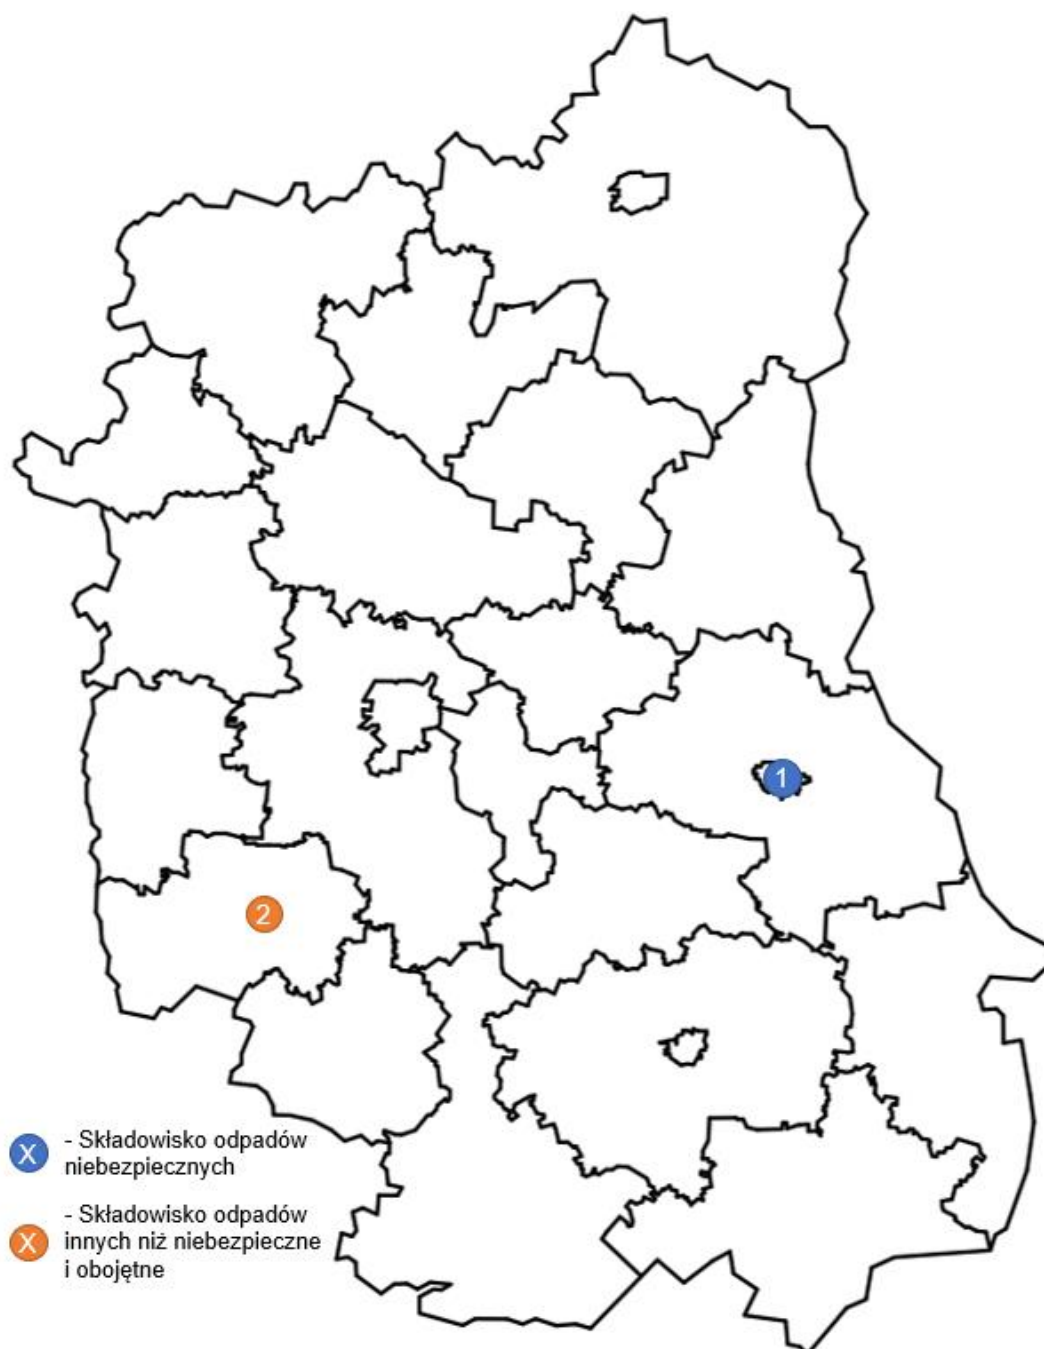 1
2
X
- Składowisko odpadów
niebezpiecznych
X
- Składowisko odpadów
innych niż niebezpieczne
i obojętne